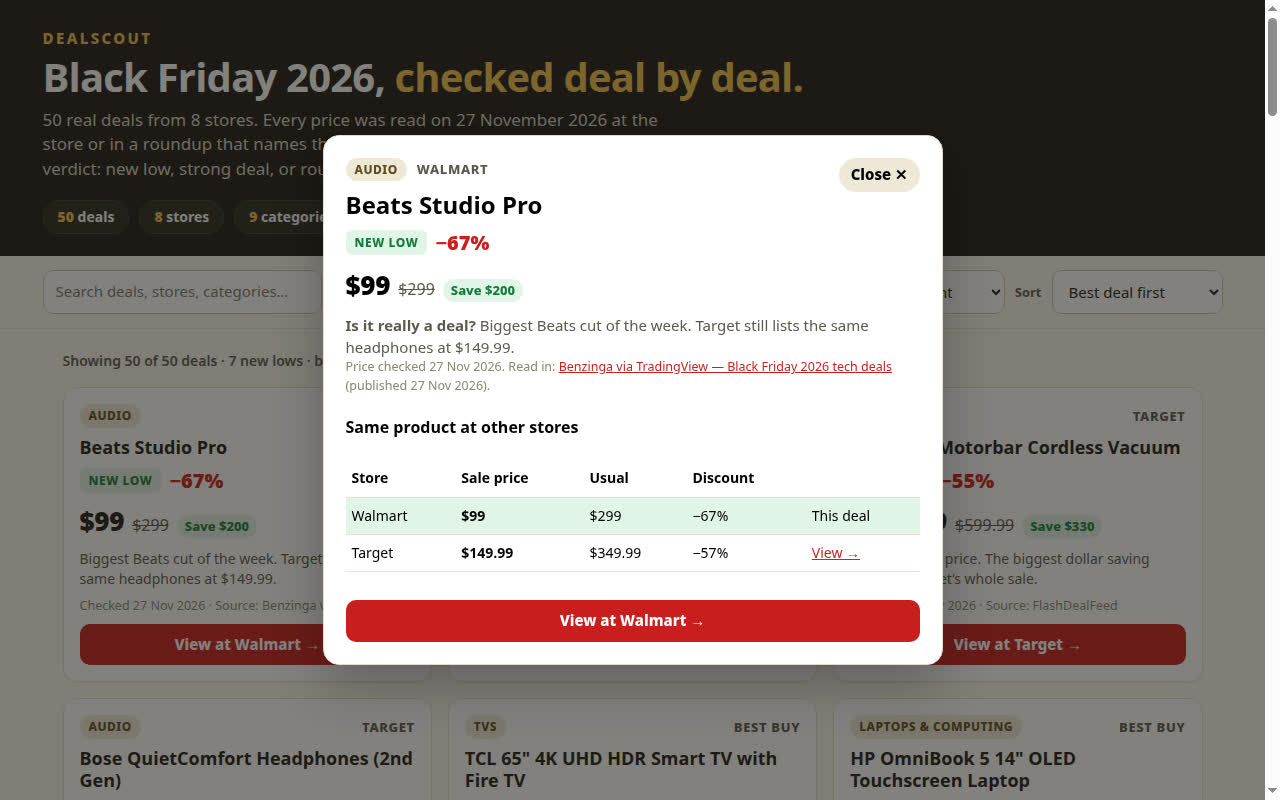 DEALSCOUT
Black Friday 2026, checked deal by deal.
50 real deals from 8 stores. Every price was read on 27 November 2026 at the
store or in a roundup that names
verdict: new low, strong deal, or
50 deals
8 stores
9
Search deals, stores, categories...
Sort
Best deal first
Showing 50 of 50 deals · 7 new lows ·
AUDIO
WALMART
Close ✕
Beats Studio Pro
NEW LOW
−67%
$99 $299 Save $200
Is it really a deal? Biggest Beats cut of the week. Target still lists the same
headphones at $149.99.
Price checked 27 Nov 2026. Read in: Benzinga via TradingView — Black Friday 2026 tech deals
(published 27 Nov 2026).
Same product at other stores
Store Sale price Usual Discount
Walmart $99 $299 −67% This deal
Target $149.99 $349.99 −57% View →
View at Walmart →
AUDIO
Beats Studio Pro
NEW LOW
−67%
$99 $299 Save $200
Biggest Beats cut of the week. Target
same headphones at $149.99.
Checked 27 Nov 2026 · Source: Benzinga
View at Walmart →
TARGET
Motorbar Cordless Vacuum
−55%
$599.99 Save $330
price. The biggest dollar saving
whole sale.
2026 · Source: FlashDealFeed
View at Target →
AUDIO
TARGET
Bose QuietComfort Headphones (2nd
Gen)
TVS
BEST BUY
TCL 65" 4K UHD HDR Smart TV with
Fire TV
LAPTOPS & COMPUTING
BEST BUY
HP OmniBook 5 14" OLED
Touchscreen Laptop